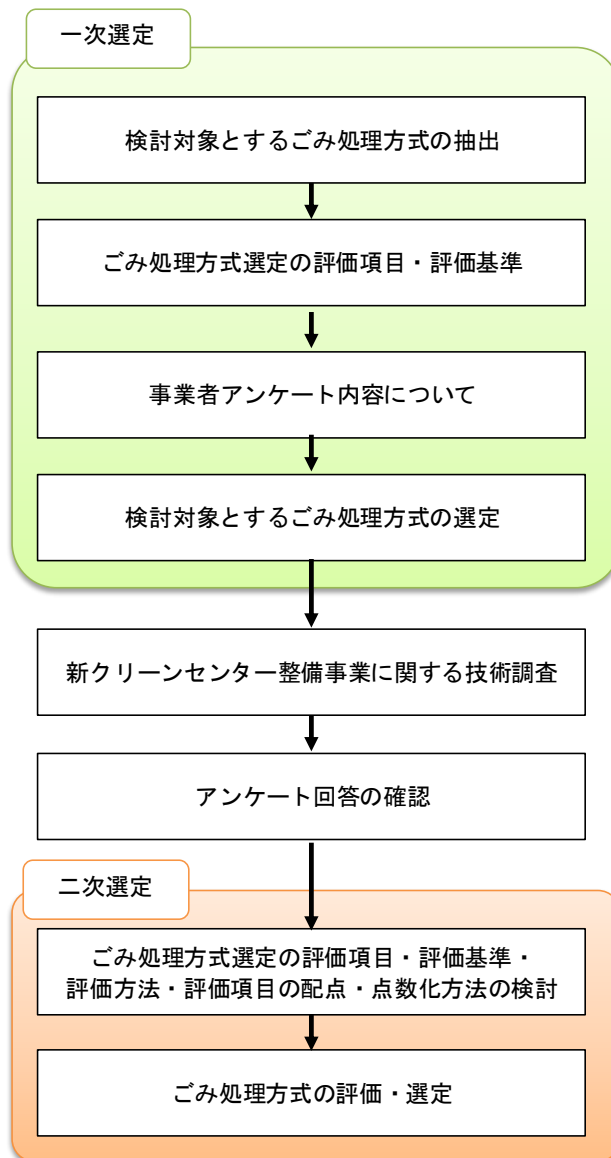 一次選定
検討対象とするごみ処理方式の抽出
ごみ処理方式選定の評価項目・評価基準
事業者アンケート内容について
検討対象とするごみ処理方式の選定
新クリーンセンター整備事業に関する技術調査
アンケート回答の確認
二次選定
ごみ処理方式選定の評価項目・評価基準・
評価方法・評価項目の配点・点数化方法の検討
ごみ処理方式の評価・選定